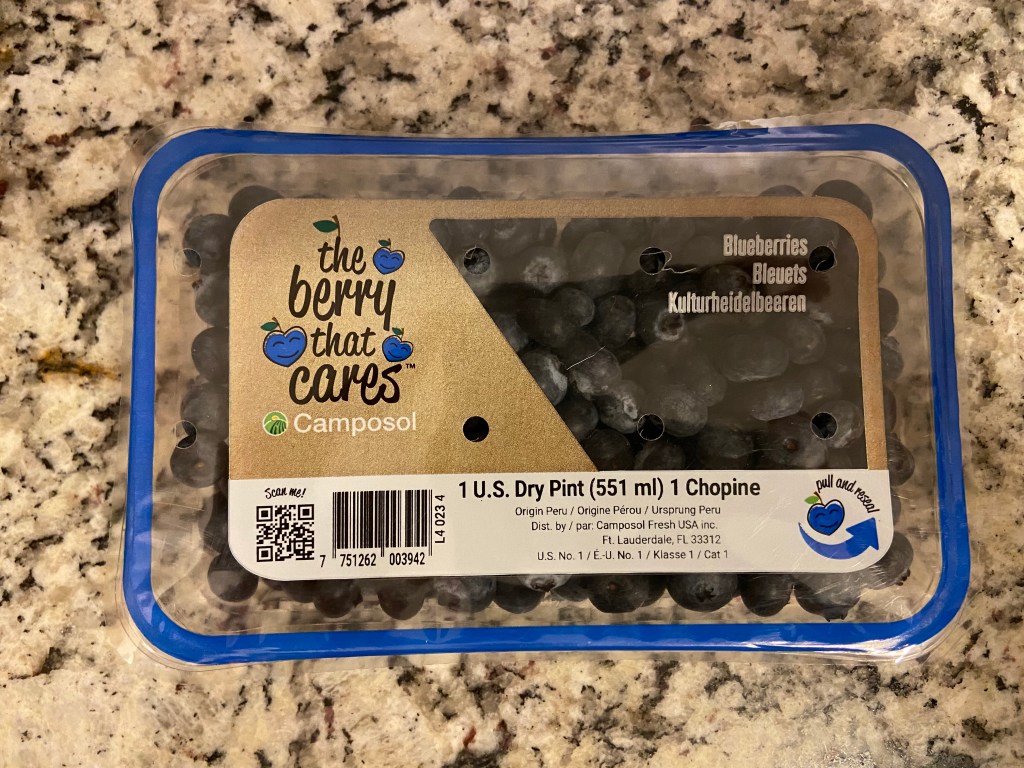 the
berry
that
cares™
Camposol
Blueberries
Bleuets
Kulturheidelbeeren
Scan me!
7 751262 003942
L4 023 4
1 U.S. Dry Pint (551 ml) 1 Chopine
Origin Peru / Origine Pérou / Ursprung Peru
Dist. by / par: Camposol Fresh USA inc.
Ft. Lauderdale, FL 33312
U.S. No. 1 / É.-U. No. 1 / Klasse 1 / Cat 1
pull and reseal